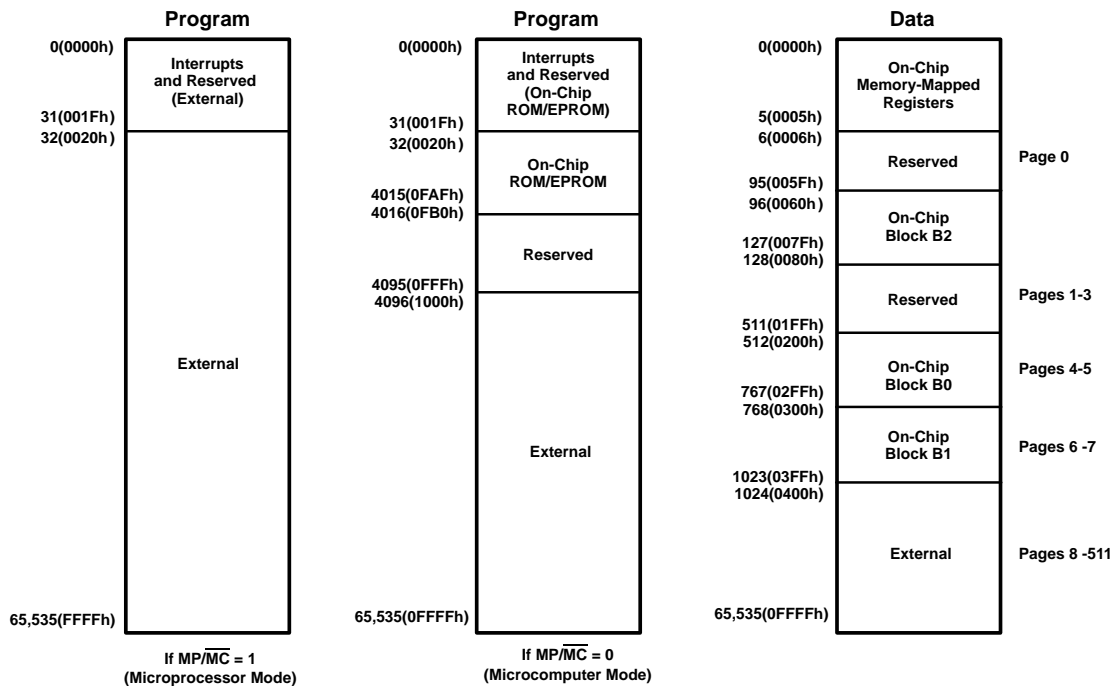 Program
0(0000h)
Interrupts
and Reserved
(External)
31(001Fh)
32(0020h)
External
65,535(FFFFh)
If MP/M̅C̅ = 1
(Microprocessor Mode)
Program
0(0000h)
Interrupts
and Reserved
(On-Chip
ROM/EPROM)
31(001Fh)
32(0020h)
On-Chip
ROM/EPROM
4015(0FAFh)
4016(0FB0h)
Reserved
4095(0FFFh)
4096(1000h)
External
65,535(0FFFFh)
If MP/M̅C̅ = 0
(Microcomputer Mode)
Data
0(0000h)
On-Chip
Memory-Mapped
Registers
5(0005h)
6(0006h)
Reserved
Page 0
95(005Fh)
96(0060h)
On-Chip
Block B2
127(007Fh)
128(0080h)
Reserved
Pages 1-3
511(01FFh)
512(0200h)
On-Chip
Block B0
Pages 4-5
767(02FFh)
768(0300h)
On-Chip
Block B1
Pages 6 -7
1023(03FFh)
1024(0400h)
External
Pages 8 -511
65,535(0FFFFh)